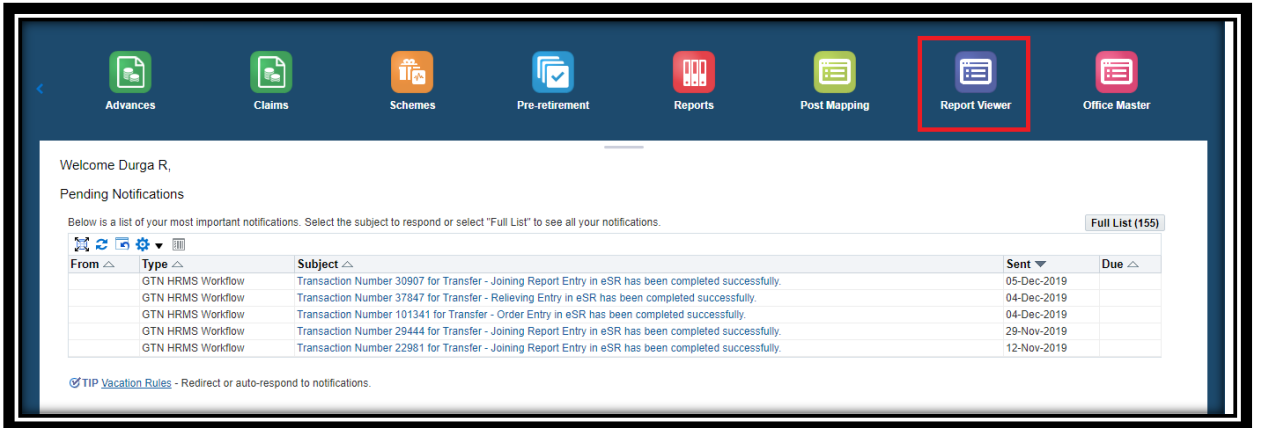 Advances Claims Schemes Pre-retirement Reports Post Mapping Report Viewer Office Master
Welcome Durga R,
Pending Notifications
Below is a list of your most important notifications. Select the subject to respond or select "Full List" to see all your notifications.
Full List (155)
From Type Subject Sent Due
GTN HRMS Workflow Transaction Number 30907 for Transfer - Joining Report Entry in eSR has been completed successfully. 05-Dec-2019
GTN HRMS Workflow Transaction Number 37847 for Transfer - Relieving Entry in eSR has been completed successfully. 04-Dec-2019
GTN HRMS Workflow Transaction Number 101341 for Transfer - Order Entry in eSR has been completed successfully. 04-Dec-2019
GTN HRMS Workflow Transaction Number 29444 for Transfer - Joining Report Entry in eSR has been completed successfully. 29-Nov-2019
GTN HRMS Workflow Transaction Number 22981 for Transfer - Joining Report Entry in eSR has been completed successfully. 12-Nov-2019
TIP Vacation Rules - Redirect or auto-respond to notifications.